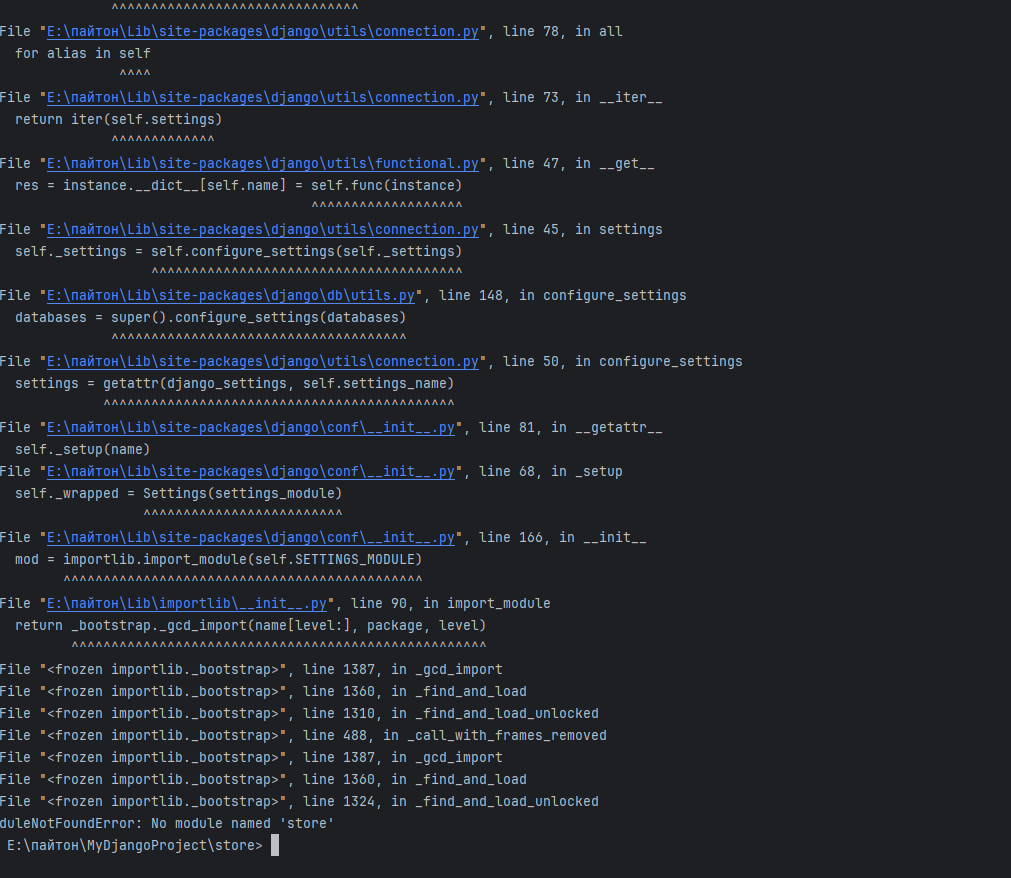 ^^^^^^^^^^^^^^^^^^^^^^^^^^^^^^^
File "E:\пайтон\Lib\site-packages\django\utils\connection.py", line 78, in all
for alias in self
^^^^
File "E:\пайтон\Lib\site-packages\django\utils\connection.py", line 73, in __iter__
return iter(self.settings)
^^^^^^^^^^^^^
File "E:\пайтон\Lib\site-packages\django\utils\functional.py", line 47, in __get__
res = instance.__dict__[self.name] = self.func(instance)
^^^^^^^^^^^^^^^^^^^
File "E:\пайтон\Lib\site-packages\django\utils\connection.py", line 45, in settings
self._settings = self.configure_settings(self._settings)
^^^^^^^^^^^^^^^^^^^^^^^^^^^^^^^^^^^^^^^
File "E:\пайтон\Lib\site-packages\django\db\utils.py", line 148, in configure_settings
databases = super().configure_settings(databases)
^^^^^^^^^^^^^^^^^^^^^^^^^^^^^^^^^^^^^
File "E:\пайтон\Lib\site-packages\django\utils\connection.py", line 50, in configure_settings
settings = getattr(django_settings, self.settings_name)
^^^^^^^^^^^^^^^^^^^^^^^^^^^^^^^^^^^^^^^^^^^^
File "E:\пайтон\Lib\site-packages\django\conf\__init__.py", line 81, in __getattr__
self._setup(name)
File "E:\пайтон\Lib\site-packages\django\conf\__init__.py", line 68, in _setup
self._wrapped = Settings(settings_module)
^^^^^^^^^^^^^^^^^^^^^^^^^
File "E:\пайтон\Lib\site-packages\django\conf\__init__.py", line 166, in __init__
mod = importlib.import_module(self.SETTINGS_MODULE)
^^^^^^^^^^^^^^^^^^^^^^^^^^^^^^^^^^^^^^^^^^^^^
File "E:\пайтон\Lib\importlib\__init__.py", line 90, in import_module
return _bootstrap._gcd_import(name[level:], package, level)
^^^^^^^^^^^^^^^^^^^^^^^^^^^^^^^^^^^^^^^^^^^^^^^^^^^^
File "<frozen importlib._bootstrap>", line 1387, in _gcd_import
File "<frozen importlib._bootstrap>", line 1360, in _find_and_load
File "<frozen importlib._bootstrap>", line 1310, in _find_and_load_unlocked
File "<frozen importlib._bootstrap>", line 488, in _call_with_frames_removed
File "<frozen importlib._bootstrap>", line 1387, in _gcd_import
File "<frozen importlib._bootstrap>", line 1360, in _find_and_load
File "<frozen importlib._bootstrap>", line 1324, in _find_and_load_unlocked
duleNotFoundError: No module named 'store'
E:\пайтон\MyDjangoProject\store>